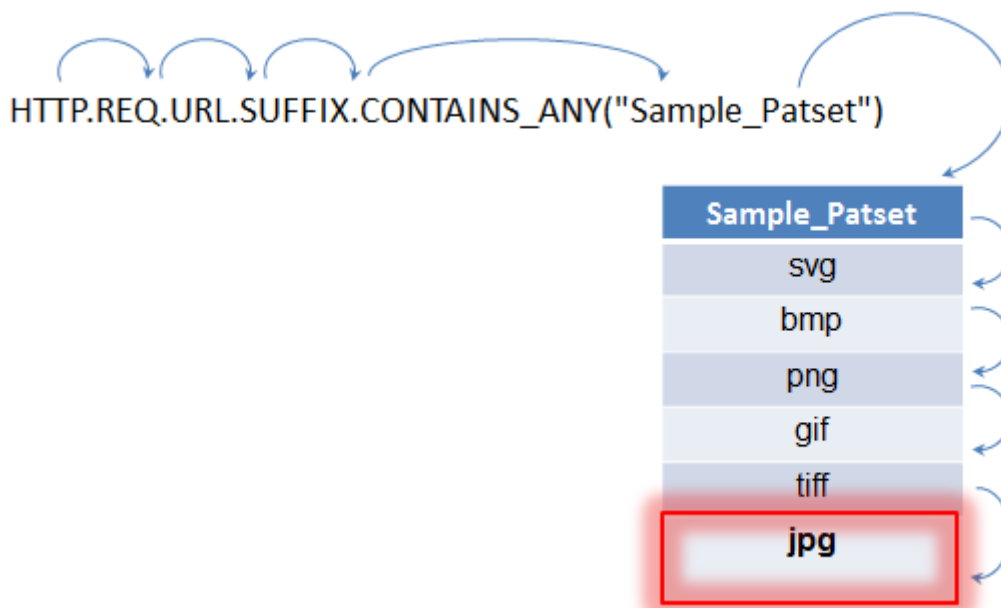 HTTP.REQ.URL.SUFFIX.CONTAINS_ANY("Sample_Patset")
Sample_Patset
svg
bmp
png
gif
tiff
jpg